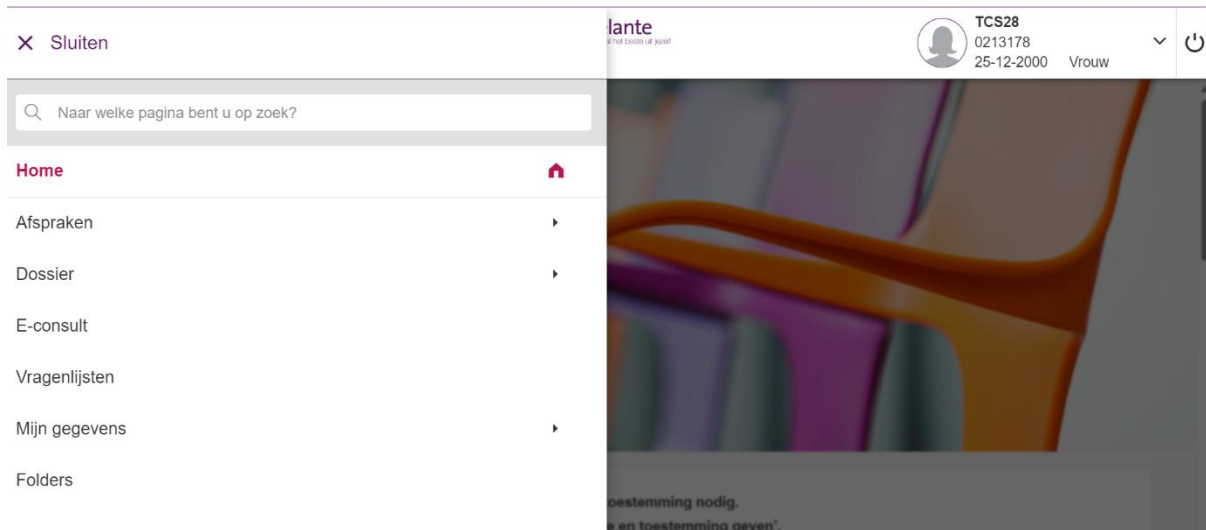 Sluiten
lante
TCS28
0213178
25-12-2000 Vrouw
Naar welke pagina bent u op zoek?
Home
Afspraken
Dossier
E-consult
Vragenlijsten
Mijn gegevens
Folders
oestemming nodig.
e en toestemming geven'.